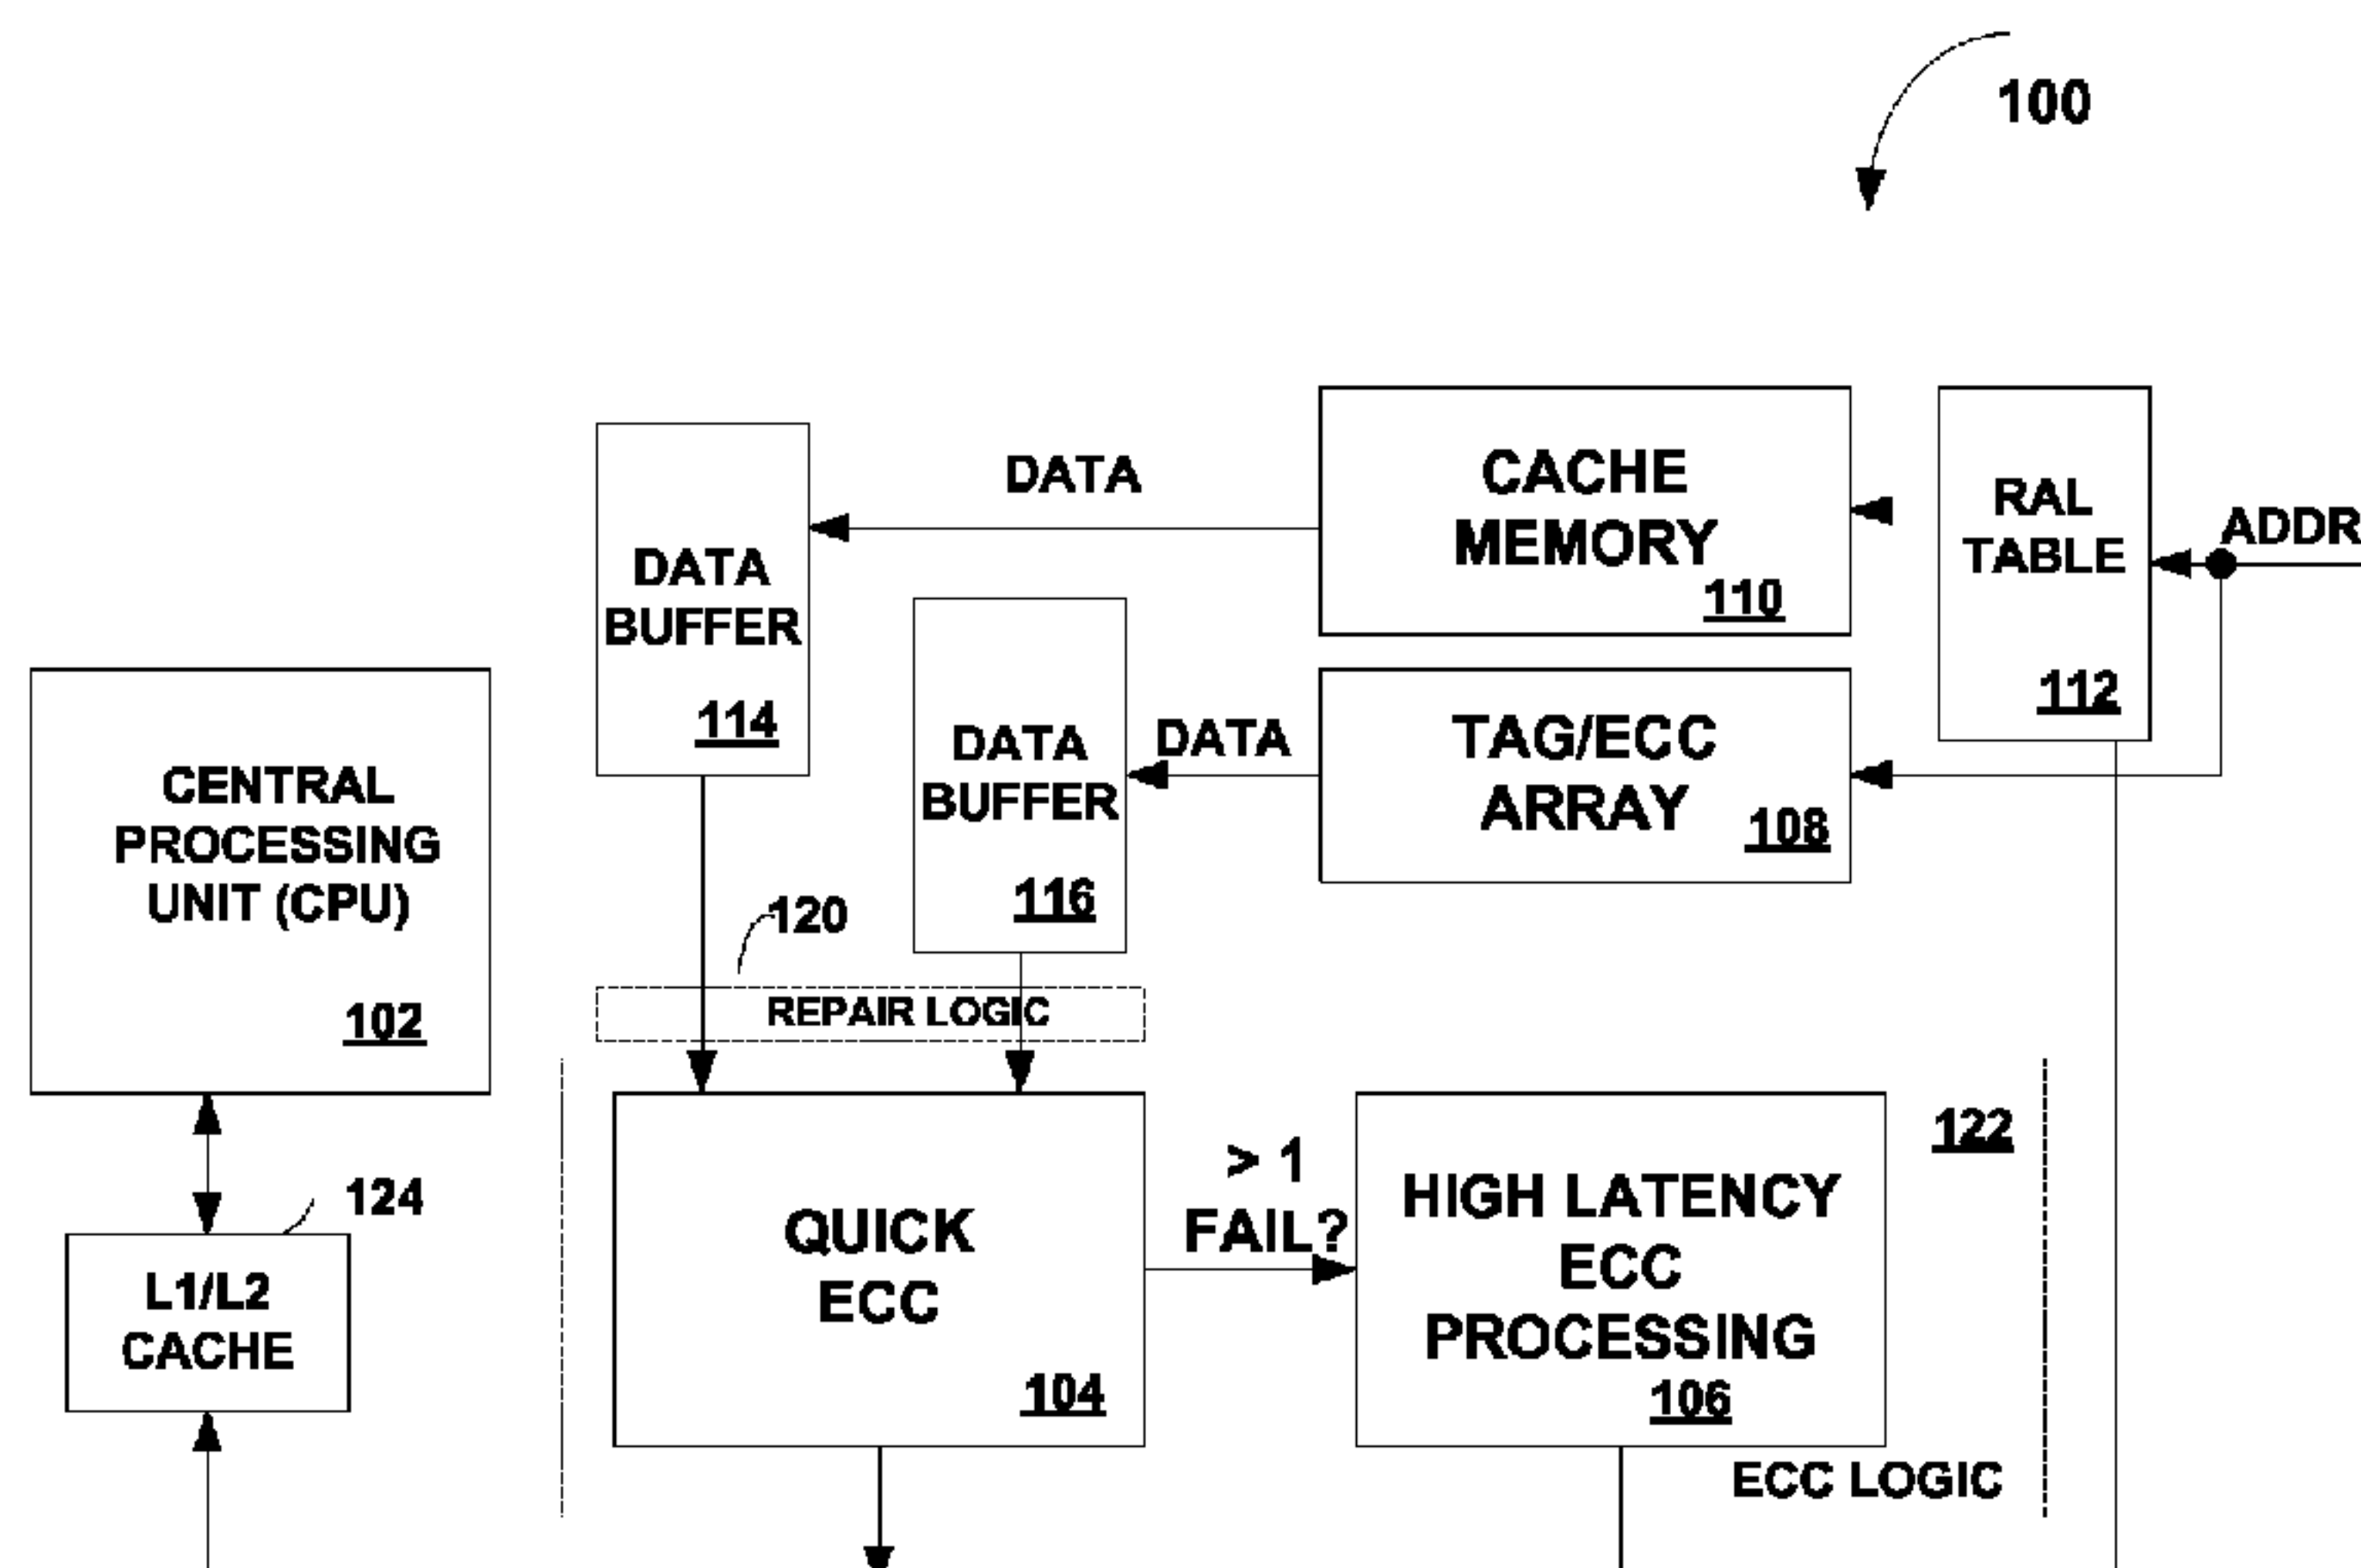 100
CACHE
MEMORY
110
RAL
TABLE
112
ADDR
DATA
DATA
BUFFER
114
DATA
BUFFER
116
DATA
TAG/ECC
ARRAY
108
CENTRAL
PROCESSING
UNIT (CPU)
102
120
REPAIR LOGIC
124
L1/L2
CACHE
QUICK
ECC
104
> 1
FAIL?
HIGH LATENCY
ECC
PROCESSING
106
122
ECC LOGIC